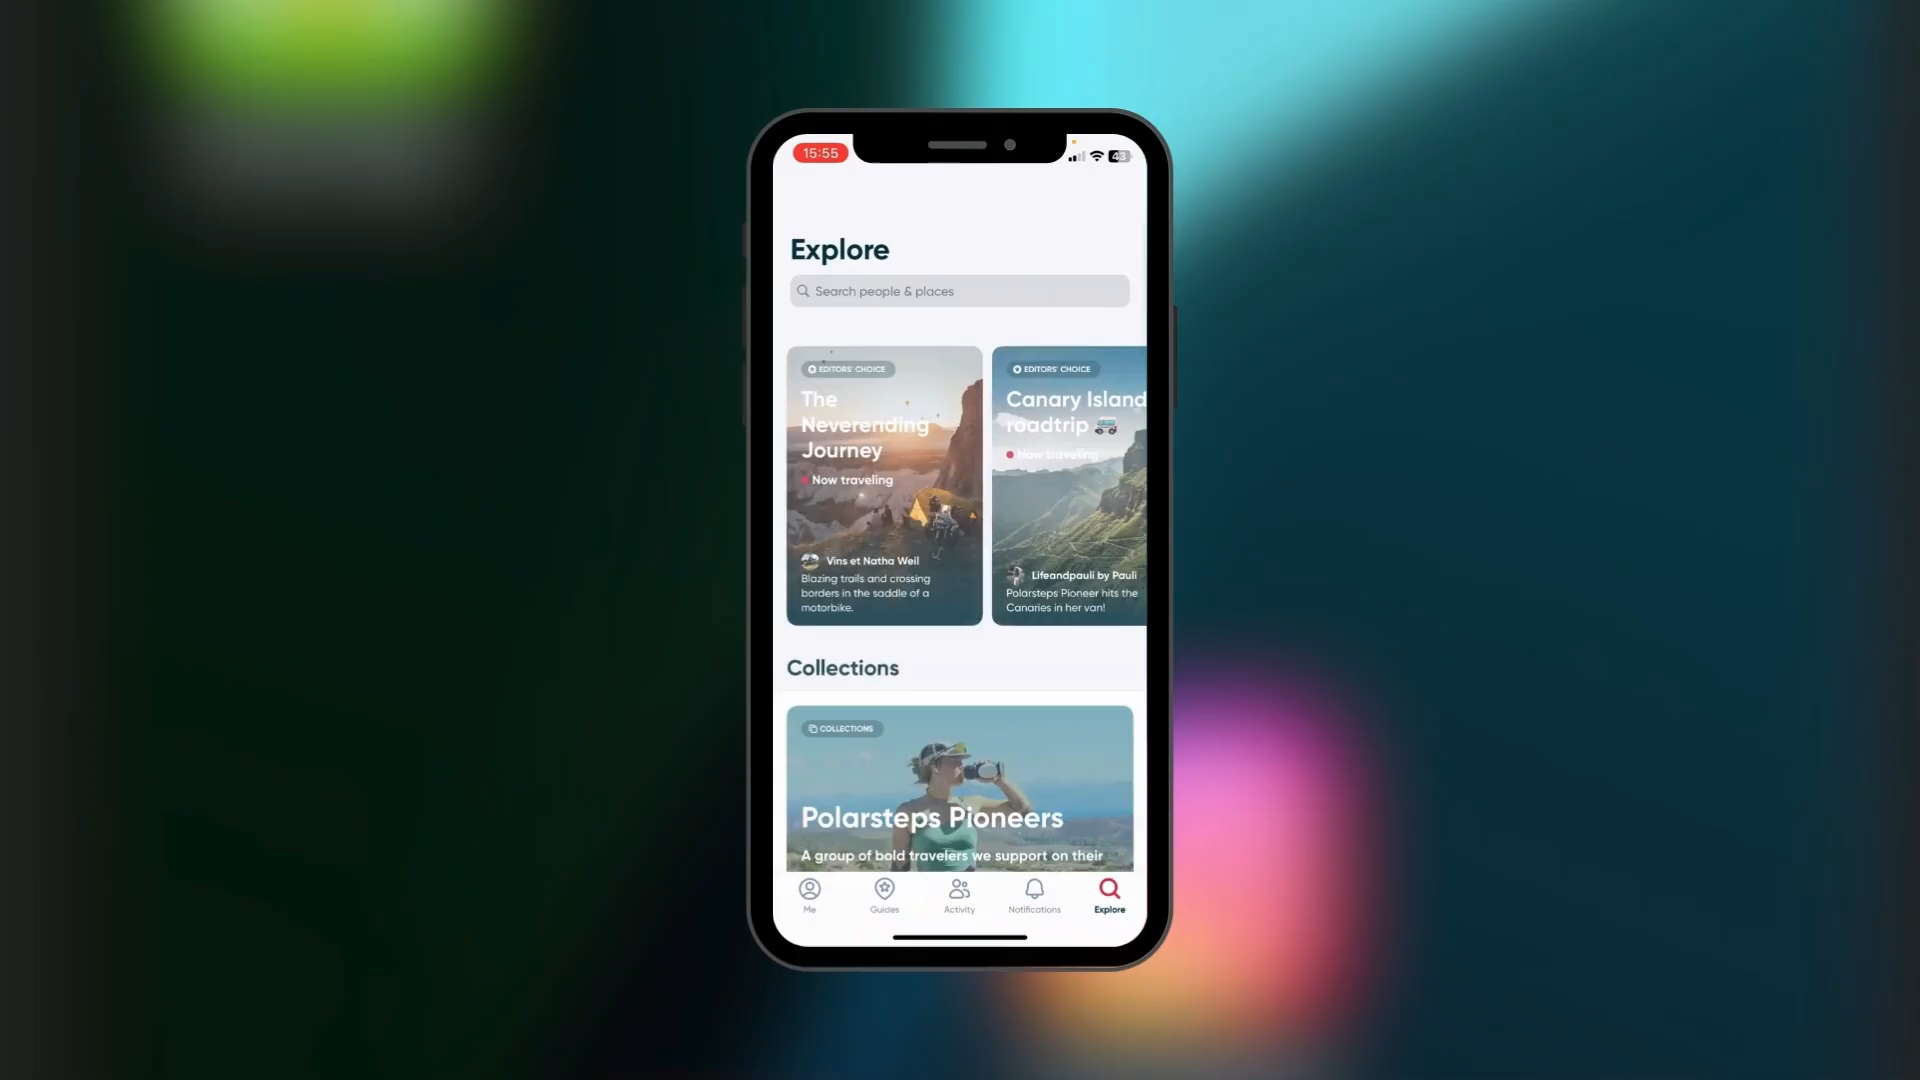 15:55
43
Explore
Search people & places
EDITORS' CHOICE
The
Neverending
Journey
Now traveling
Vins et Natha Weil
Blazing trails and crossing
borders in the saddle of a
motorbike.
EDITORS' CHOICE
Canary Island
roadtrip
Now traveling
Lifeandpauli by Pauli
Polarsteps Pioneer hits the
Canaries in her van!
Collections
COLLECTIONS
Polarsteps Pioneers
A group of bold travelers we support on their
Me
Guides
Activity
Notifications
Explore